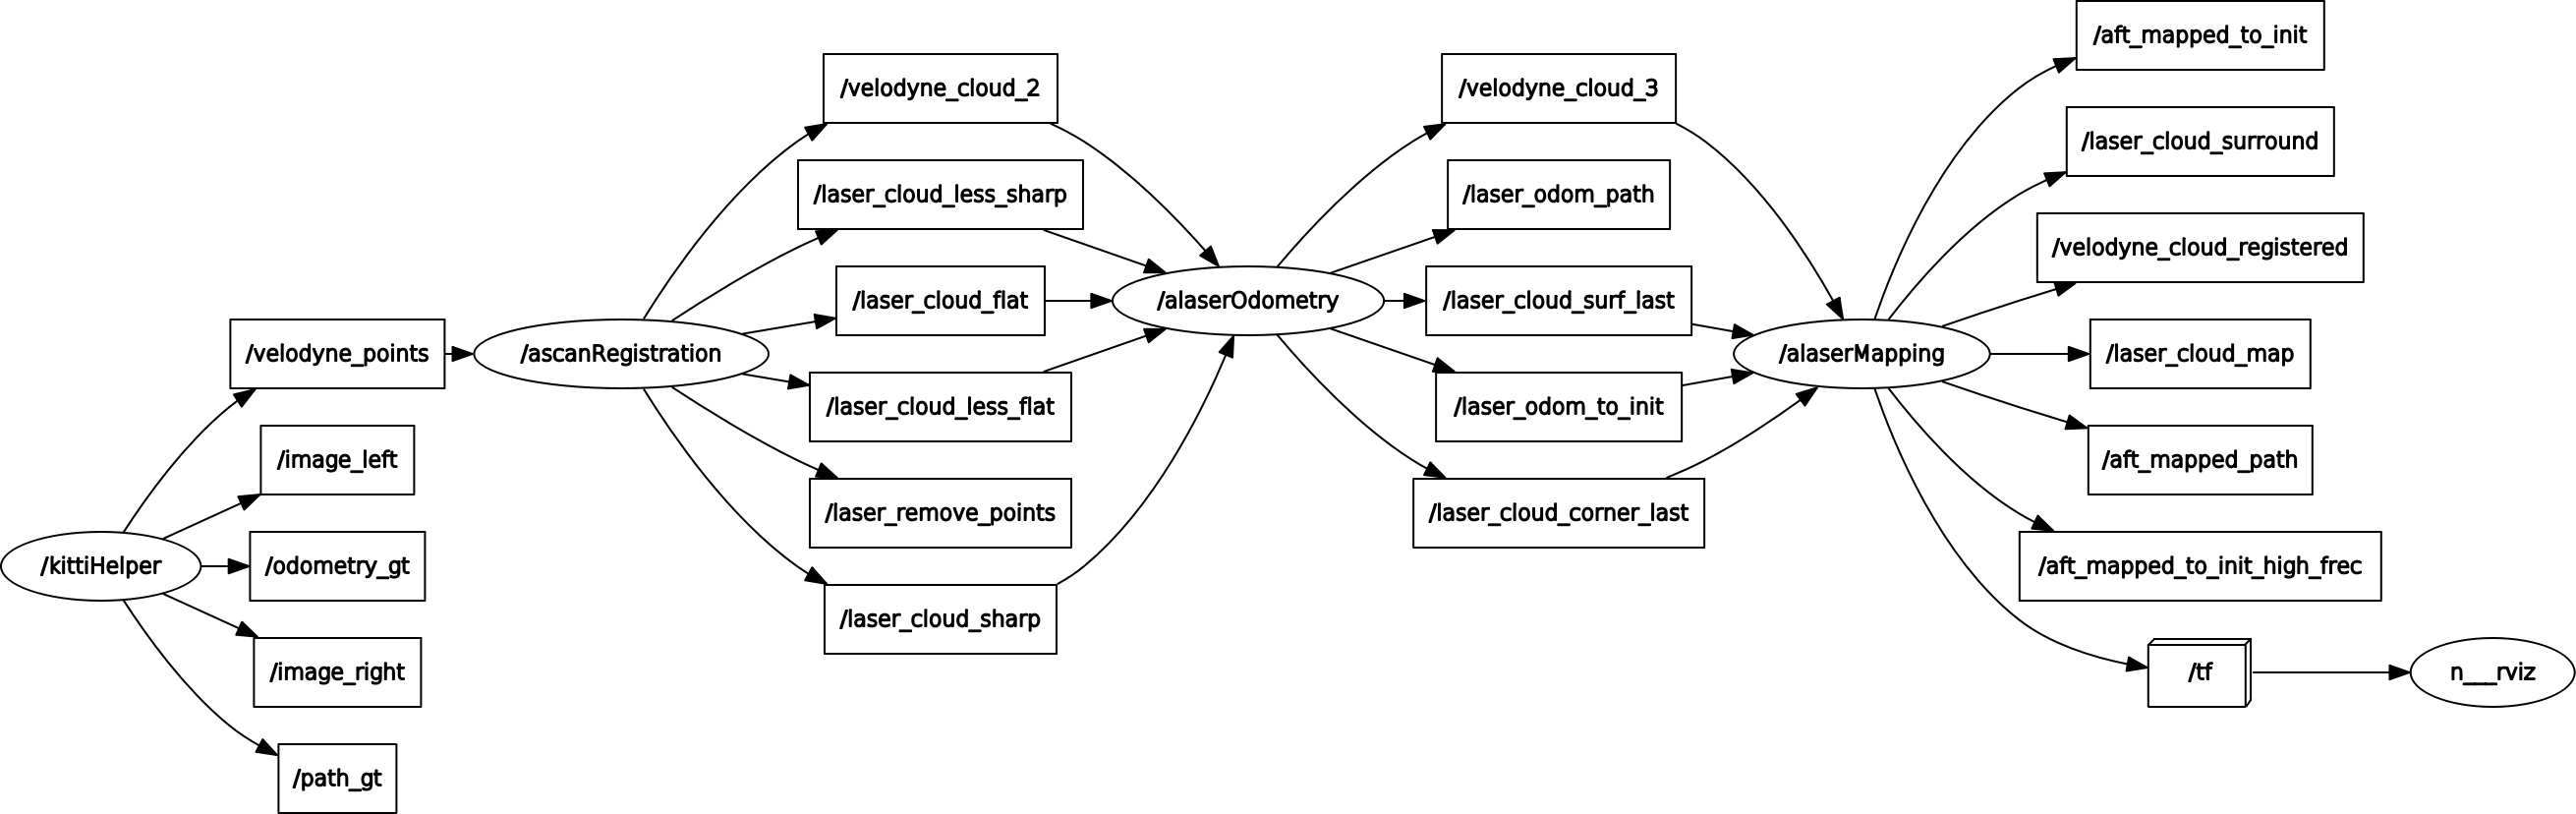 /kittiHelper
/velodyne_points
/image_left
/odometry_gt
/image_right
/path_gt
/ascanRegistration
/velodyne_cloud_2
/laser_cloud_less_sharp
/laser_cloud_flat
/laser_cloud_less_flat
/laser_remove_points
/laser_cloud_sharp
/alaserOdometry
/velodyne_cloud_3
/laser_odom_path
/laser_cloud_surf_last
/laser_odom_to_init
/laser_cloud_corner_last
/alaserMapping
/aft_mapped_to_init
/laser_cloud_surround
/velodyne_cloud_registered
/laser_cloud_map
/aft_mapped_path
/aft_mapped_to_init_high_frec
/tf
n___rviz